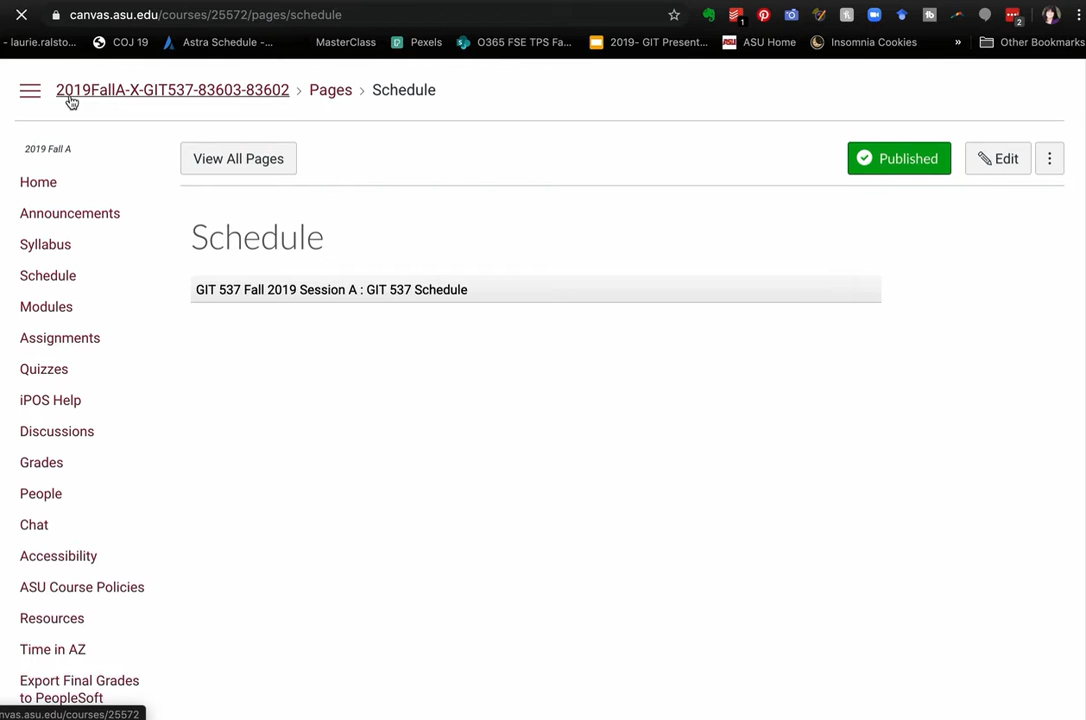 canvas.asu.edu/courses/25572/pages/schedule
1
2
- laurie.ralsto...
COJ 19
Astra Schedule -...
MasterClass
Pexels
O365 FSE TPS Fa...
2019- GIT Present...
ASU Home
Insomnia Cookies
»
Other Bookmarks
2019FallA-X-GIT537-83603-83602 › Pages › Schedule
2019 Fall A
View All Pages
Published
Edit
Home
Announcements
Syllabus
Schedule
Modules
Assignments
Quizzes
iPOS Help
Discussions
Grades
People
Chat
Accessibility
ASU Course Policies
Resources
Time in AZ
Export Final Grades
to PeopleSoft
Schedule
GIT 537 Fall 2019 Session A : GIT 537 Schedule
nvas.asu.edu/courses/25572